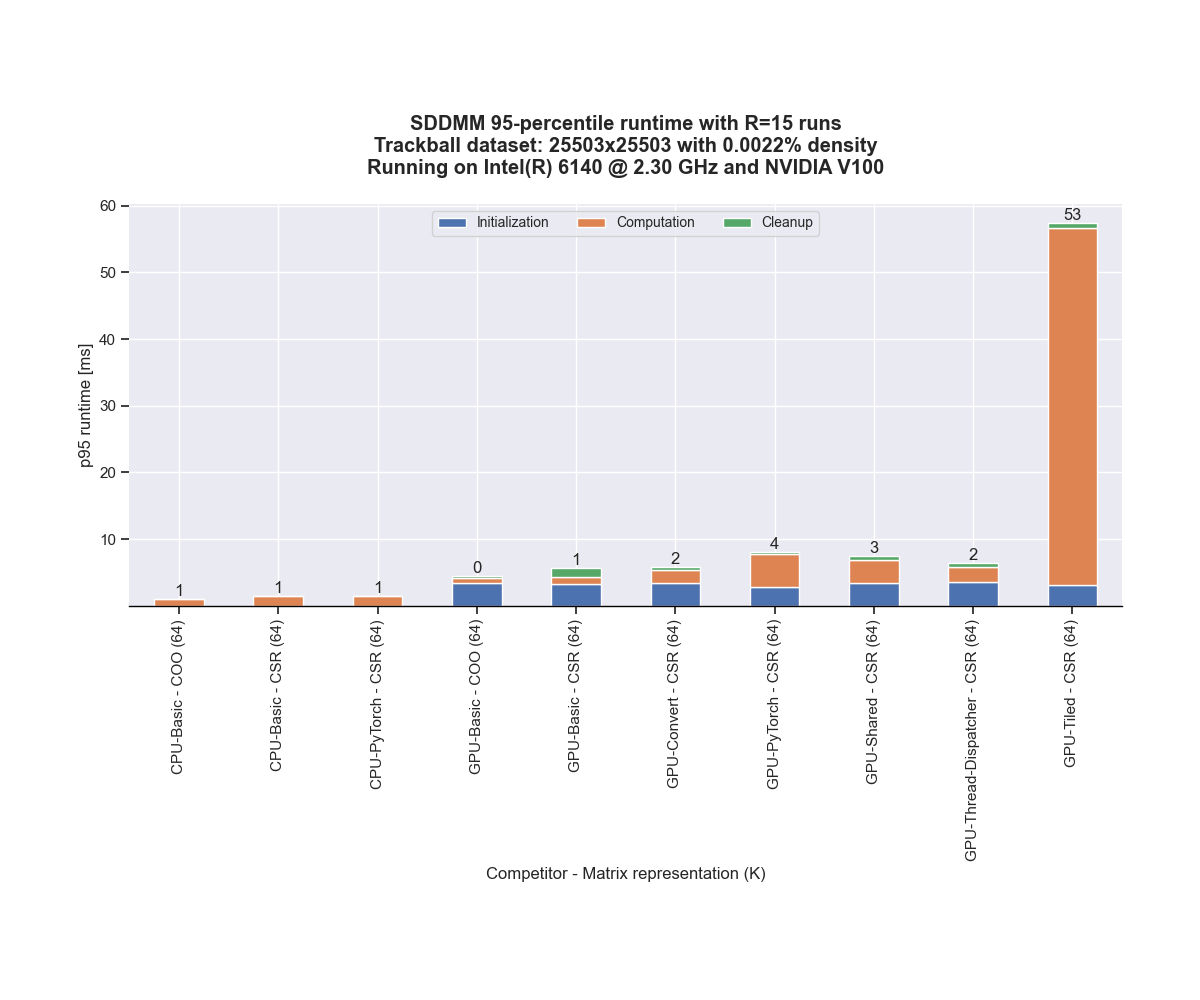 SDDMM 95-percentile runtime with R=15 runs
Trackball dataset: 25503x25503 with 0.0022% density
Running on Intel(R) 6140 @ 2.30 GHz and NVIDIA V100
Initialization Computation Cleanup
p95 runtime [ms]
60
50
40
30
20
10
1
1
1
0
1
2
4
3
2
53
CPU-Basic - COO (64)
CPU-Basic - CSR (64)
CPU-PyTorch - CSR (64)
GPU-Basic - COO (64)
GPU-Basic - CSR (64)
GPU-Convert - CSR (64)
GPU-PyTorch - CSR (64)
GPU-Shared - CSR (64)
GPU-Thread-Dispatcher - CSR (64)
GPU-Tiled - CSR (64)
Competitor - Matrix representation (K)